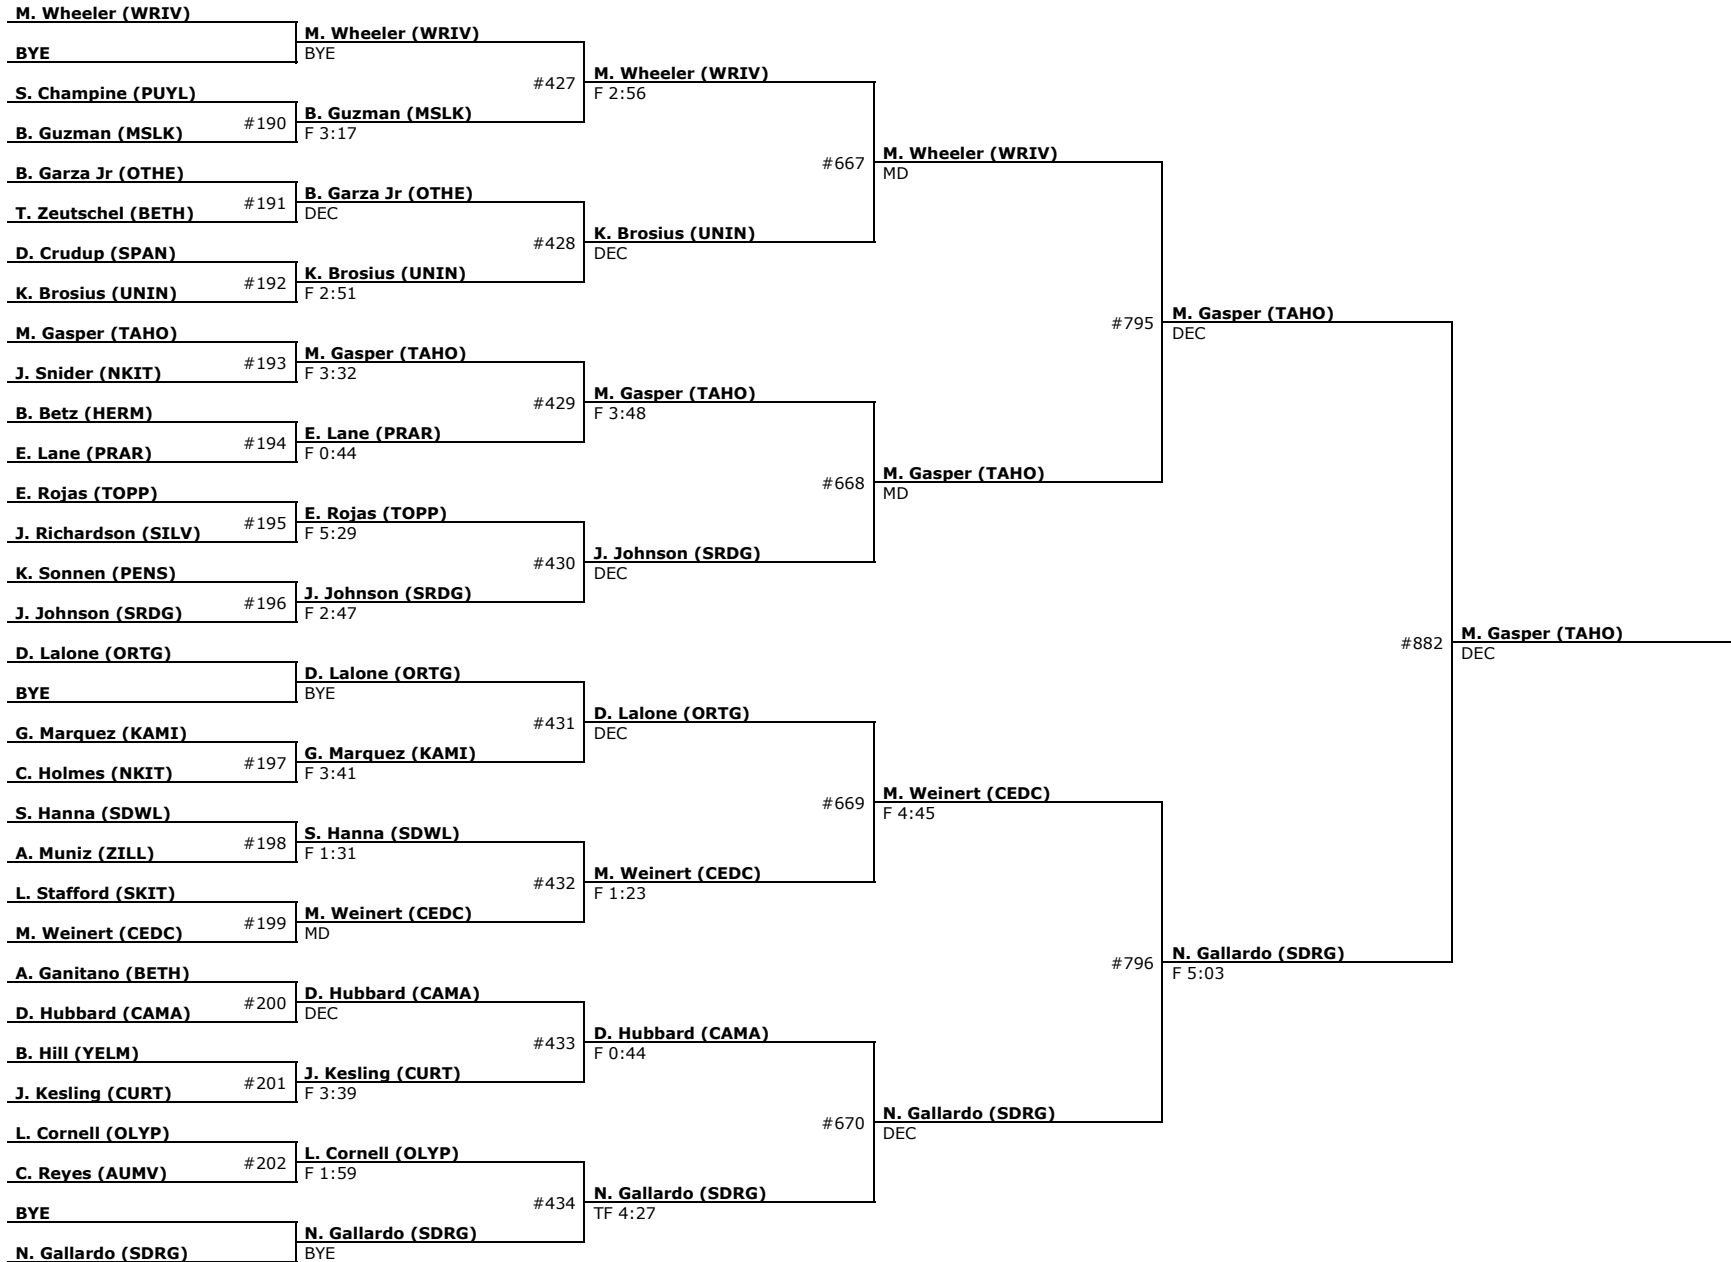 M. Wheeler (WRIV)
BYE
S. Champine (PUYL)
#190
B. Guzman (MSLK)
B. Garza Jr (OTHE)
#191
T. Zeutschel (BETH)
D. Crudup (SPAN)
#192
K. Brosius (UNIN)
M. Gasper (TAHO)
#193
J. Snider (NKIT)
B. Betz (HERM)
#194
E. Lane (PRAR)
E. Rojas (TOPP)
#195
J. Richardson (SILV)
K. Sonnen (PENS)
#196
J. Johnson (SRDG)
D. Lalone (ORTG)
BYE
G. Marquez (KAMI)
#197
C. Holmes (NKIT)
S. Hanna (SDWL)
#198
A. Muniz (ZILL)
L. Stafford (SKIT)
#199
M. Weinert (CEDC)
A. Ganitano (BETH)
#200
D. Hubbard (CAMA)
B. Hill (YELM)
#201
J. Kesling (CURT)
L. Cornell (OLYP)
#202
C. Reyes (AUMV)
BYE
N. Gallardo (SDRG)
M. Wheeler (WRIV)
BYE
#427
B. Guzman (MSLK)
F 3:17
B. Garza Jr (OTHE)
DEC
#428
K. Brosius (UNIN)
F 2:51
M. Gasper (TAHO)
F 3:32
#429
E. Lane (PRAR)
F 0:44
E. Rojas (TOPP)
F 5:29
#430
J. Johnson (SRDG)
F 2:47
D. Lalone (ORTG)
BYE
#431
G. Marquez (KAMI)
F 3:41
S. Hanna (SDWL)
F 1:31
#432
M. Weinert (CEDC)
MD
D. Hubbard (CAMA)
DEC
#433
J. Kesling (CURT)
F 3:39
L. Cornell (OLYP)
F 1:59
#434
N. Gallardo (SDRG)
BYE
M. Wheeler (WRIV)
F 2:56
#667
K. Brosius (UNIN)
DEC
M. Gasper (TAHO)
F 3:48
#668
J. Johnson (SRDG)
DEC
D. Lalone (ORTG)
DEC
#669
M. Weinert (CEDC)
F 1:23
D. Hubbard (CAMA)
F 0:44
#670
N. Gallardo (SDRG)
TF 4:27
M. Wheeler (WRIV)
MD
#795
M. Gasper (TAHO)
MD
M. Weinert (CEDC)
F 4:45
#796
N. Gallardo (SDRG)
DEC
M. Gasper (TAHO)
DEC
#882
N. Gallardo (SDRG)
F 5:03
M. Gasper (TAHO)
DEC